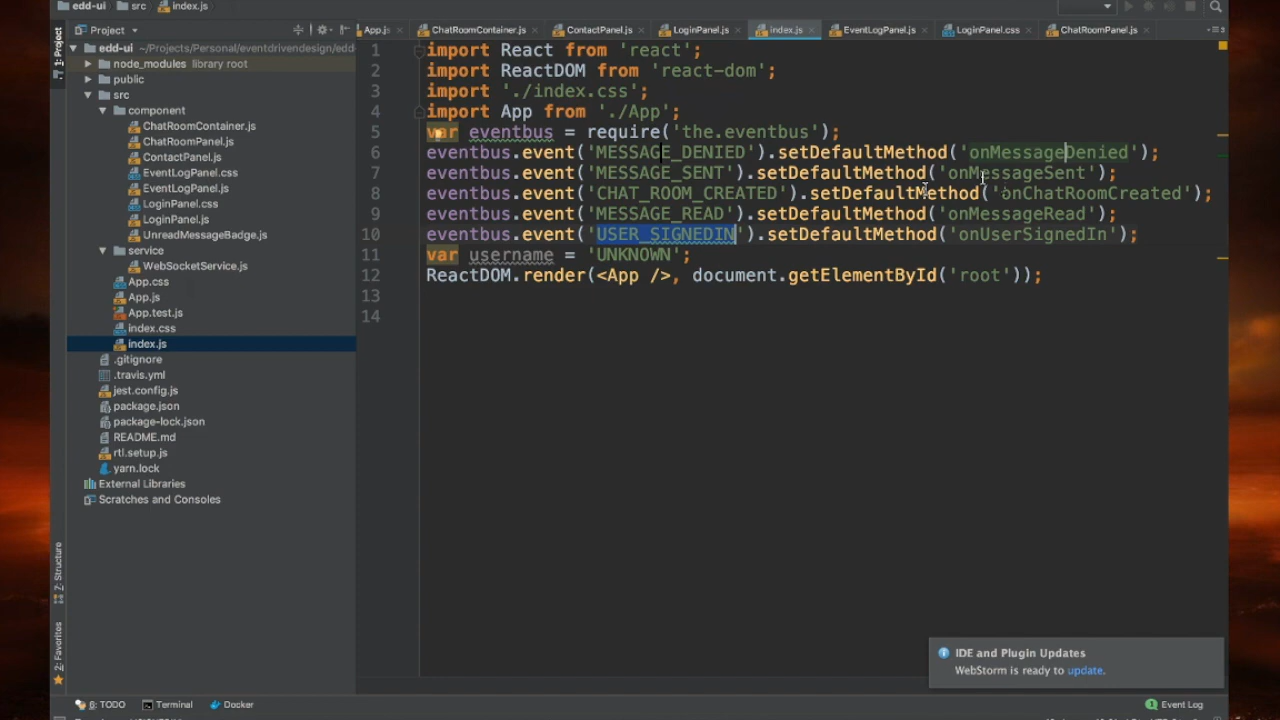 edd-ui src index.js
Project
App.js ChatRoomContainer.js ContactPanel.js LoginPanel.js index.js EventLogPanel.js LoginPanel.css ChatRoomPanel.js
1: Project
edd-ui ~/Projects/Personal/eventdrivendesign/edd-
node_modules library root
public
src
component
ChatRoomContainer.js
ChatRoomPanel.js
ContactPanel.js
EventLogPanel.css
EventLogPanel.js
LoginPanel.css
LoginPanel.js
UnreadMessageBadge.js
service
WebSocketService.js
App.css
App.js
App.test.js
index.css
index.js
.gitignore
.travis.yml
jest.config.js
package.json
package-lock.json
README.md
rtl.setup.js
yarn.lock
External Libraries
Scratches and Consoles
1 import React from 'react';
2 import ReactDOM from 'react-dom';
3 import './index.css';
4 import App from './App';
5 var eventbus = require('the.eventbus');
6 eventbus.event('MESSAGE_DENIED').setDefaultMethod('onMessageDenied');
7 eventbus.event('MESSAGE_SENT').setDefaultMethod('onMessageSent');
8 eventbus.event('CHAT_ROOM_CREATED').setDefaultMethod('onChatRoomCreated');
9 eventbus.event('MESSAGE_READ').setDefaultMethod('onMessageRead');
10 eventbus.event('USER_SIGNEDIN').setDefaultMethod('onUserSignedIn');
11 var username = 'UNKNOWN';
12 ReactDOM.render(<App />, document.getElementById('root'));
13
14
7: Structure
2: Favorites
IDE and Plugin Updates
WebStorm is ready to update.
6: TODO Terminal Docker
1 Event Log